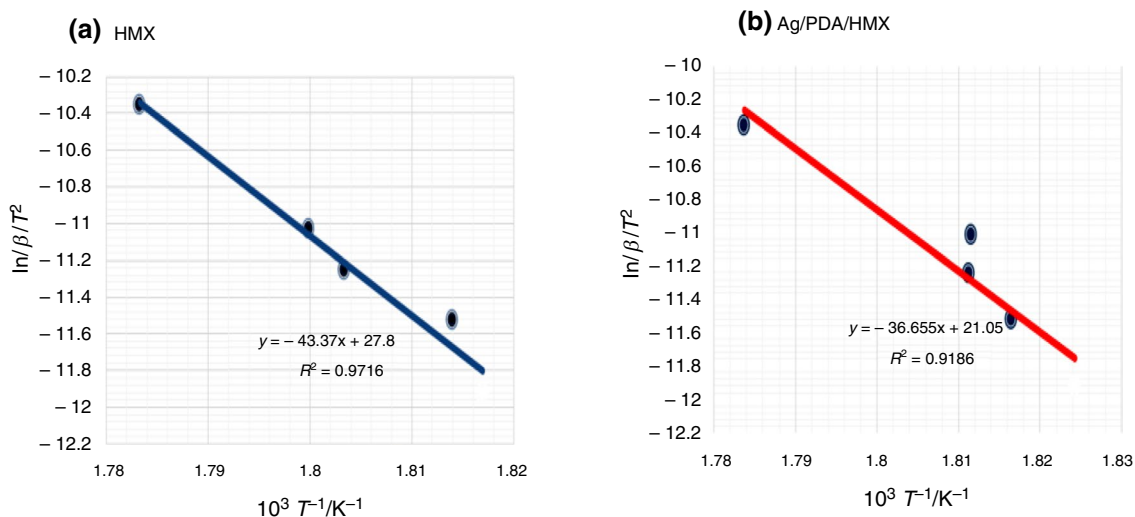 (a) HMX
– 10.2
– 10.4
– 10.6
– 10.8
– 11
– 11.2
– 11.4
– 11.6
– 11.8
– 12
– 12.2
ln/β/T²
y = – 43.37x + 27.8
R² = 0.9716
1.78 1.79 1.8 1.81 1.82
10³ T⁻¹/K⁻¹
(b) Ag/PDA/HMX
– 10
– 10.2
– 10.4
– 10.6
– 10.8
– 11
– 11.2
– 11.4
– 11.6
– 11.8
– 12
– 12.2
ln/β/T²
y = – 36.655x + 21.05
R² = 0.9186
1.78 1.79 1.8 1.81 1.82 1.83
10³ T⁻¹/K⁻¹